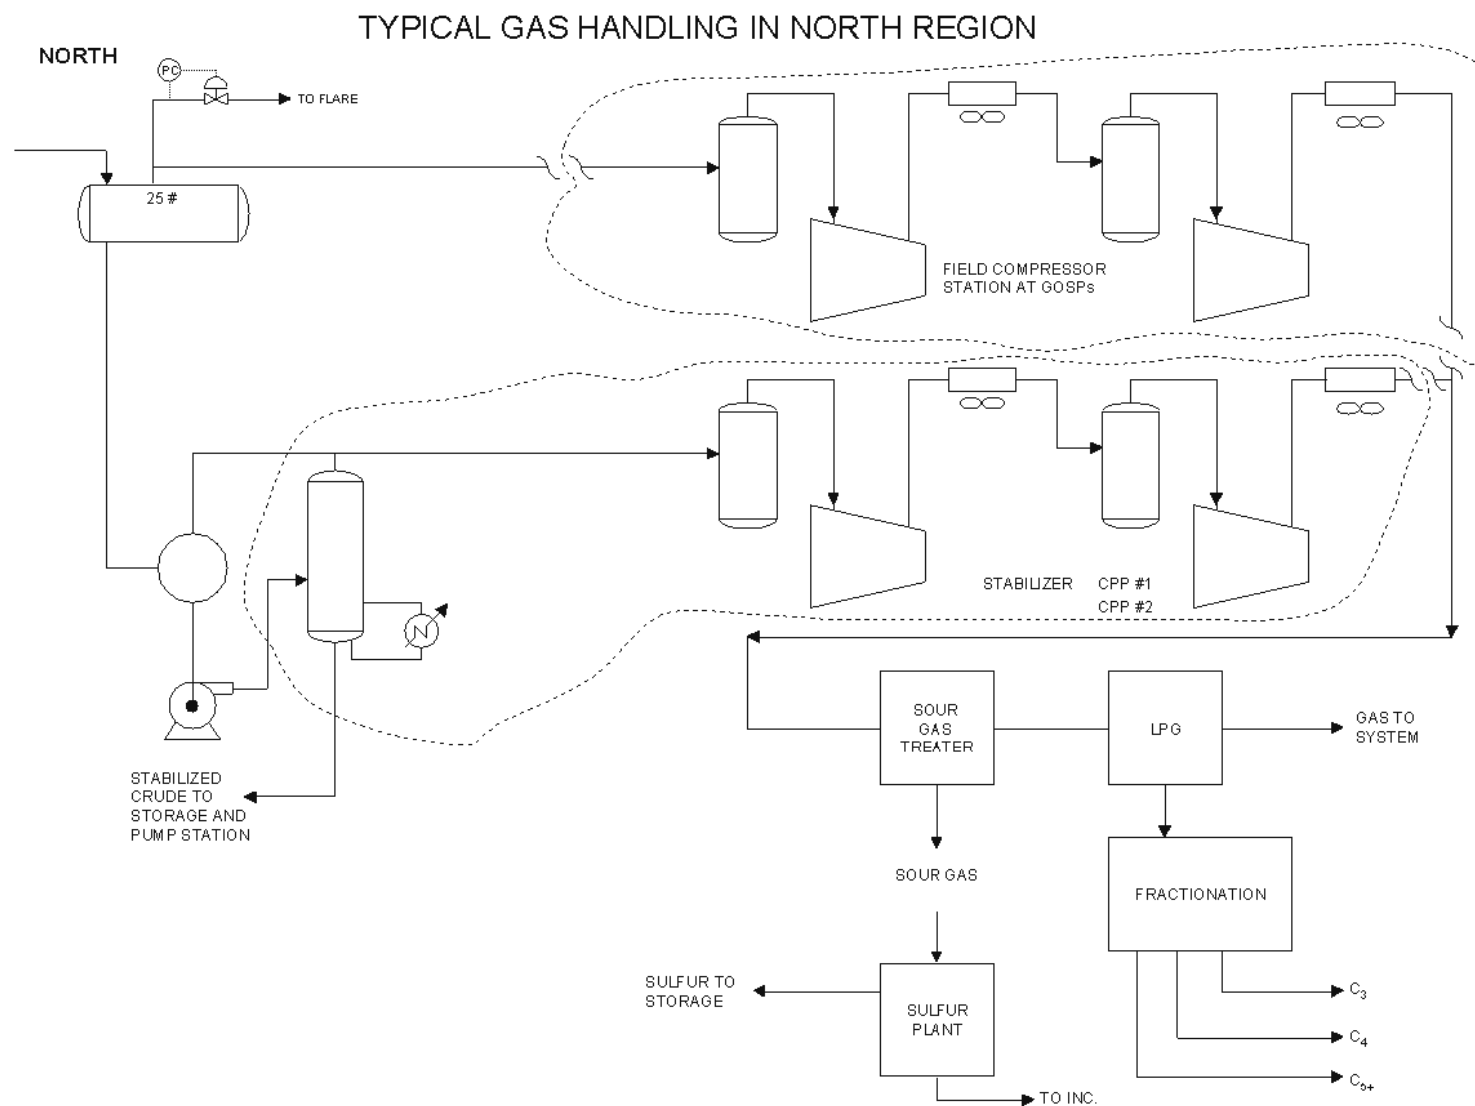 TYPICAL GAS HANDLING IN NORTH REGION
NORTH
PC
TO FLARE
25 #
FIELD COMPRESSOR
STATION AT GOSPs
STABILIZER CPP #1
CPP #2
N
STABILIZED
CRUDE TO
STORAGE AND
PUMP STATION
SOUR
GAS
TREATER
LPG
GAS TO
SYSTEM
SOUR GAS
FRACTIONATION
SULFUR TO
STORAGE
SULFUR
PLANT
C3
C4
C5+
TO INC.